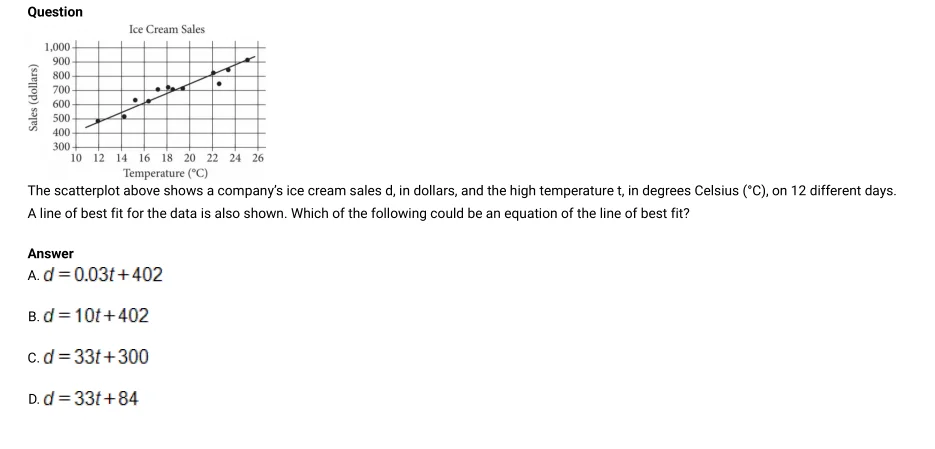 Question
Ice Cream Sales
Sales (dollars)
1,000
900
800
700
600
500
400
300
10 12 14 16 18 20 22 24 26
Temperature (°C)
The scatterplot above shows a company's ice cream sales d, in dollars, and the high temperature t, in degrees Celsius (°C), on 12 different days.
A line of best fit for the data is also shown. Which of the following could be an equation of the line of best fit?
Answer
A. d = 0.03t + 402
B. d = 10t + 402
C. d = 33t + 300
D. d = 33t + 84